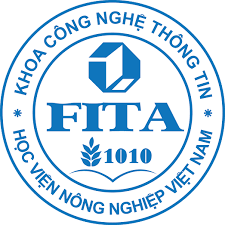 KHOA CÔNG NGHỆ THÔNG TIN
FITA
1010
HỌC VIỆN NÔNG NGHIỆP VIỆT NAM